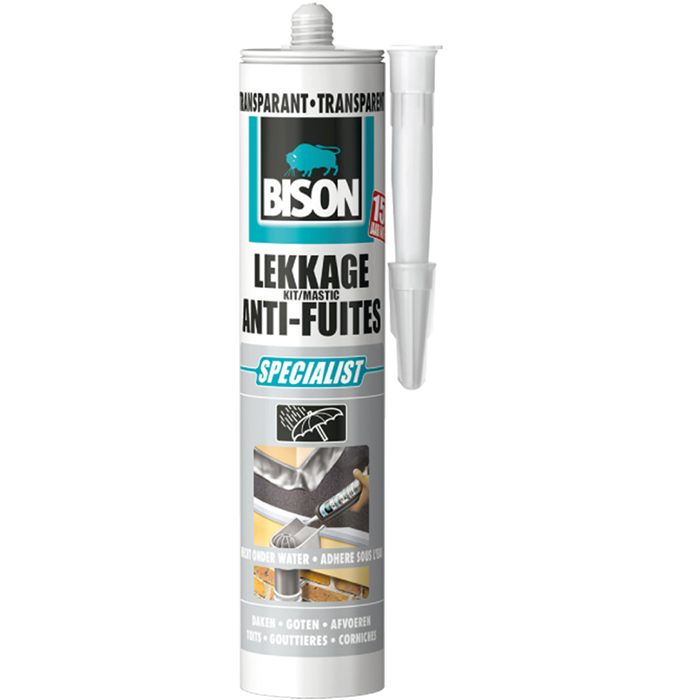 TRANSPARANT • TRANSPARENT
BISON
15
LEKKAGE
KIT/MASTIC
ANTI-FUITES
SPECIALIST
HECHT ONDER WATER • ADHERE SOUS L'EAU
DAKEN • GOTEN • AFVOEREN
TOITS • GOUTTIERES • CORNICHES